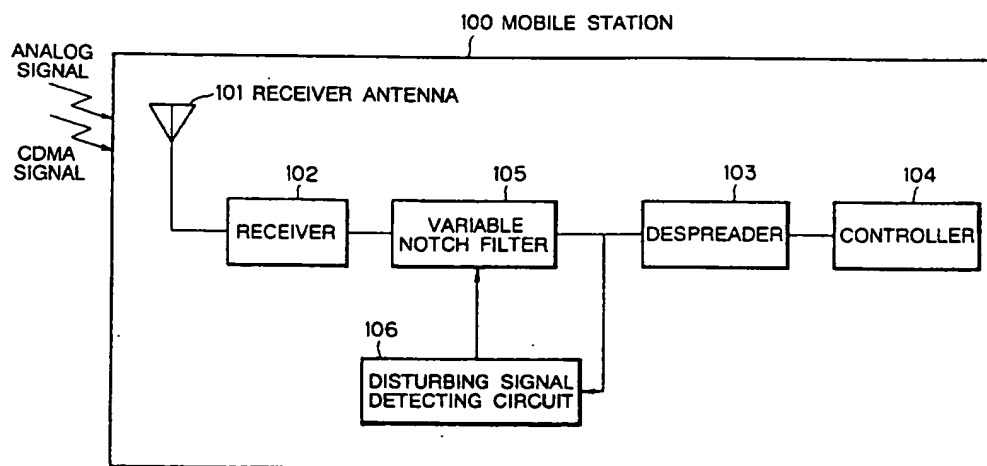 100 MOBILE STATION
ANALOG
SIGNAL
101 RECEIVER ANTENNA
CDMA
SIGNAL
102
105
103
104
RECEIVER
VARIABLE
NOTCH FILTER
DESPREADER
CONTROLLER
106
DISTURBING SIGNAL
DETECTING CIRCUIT